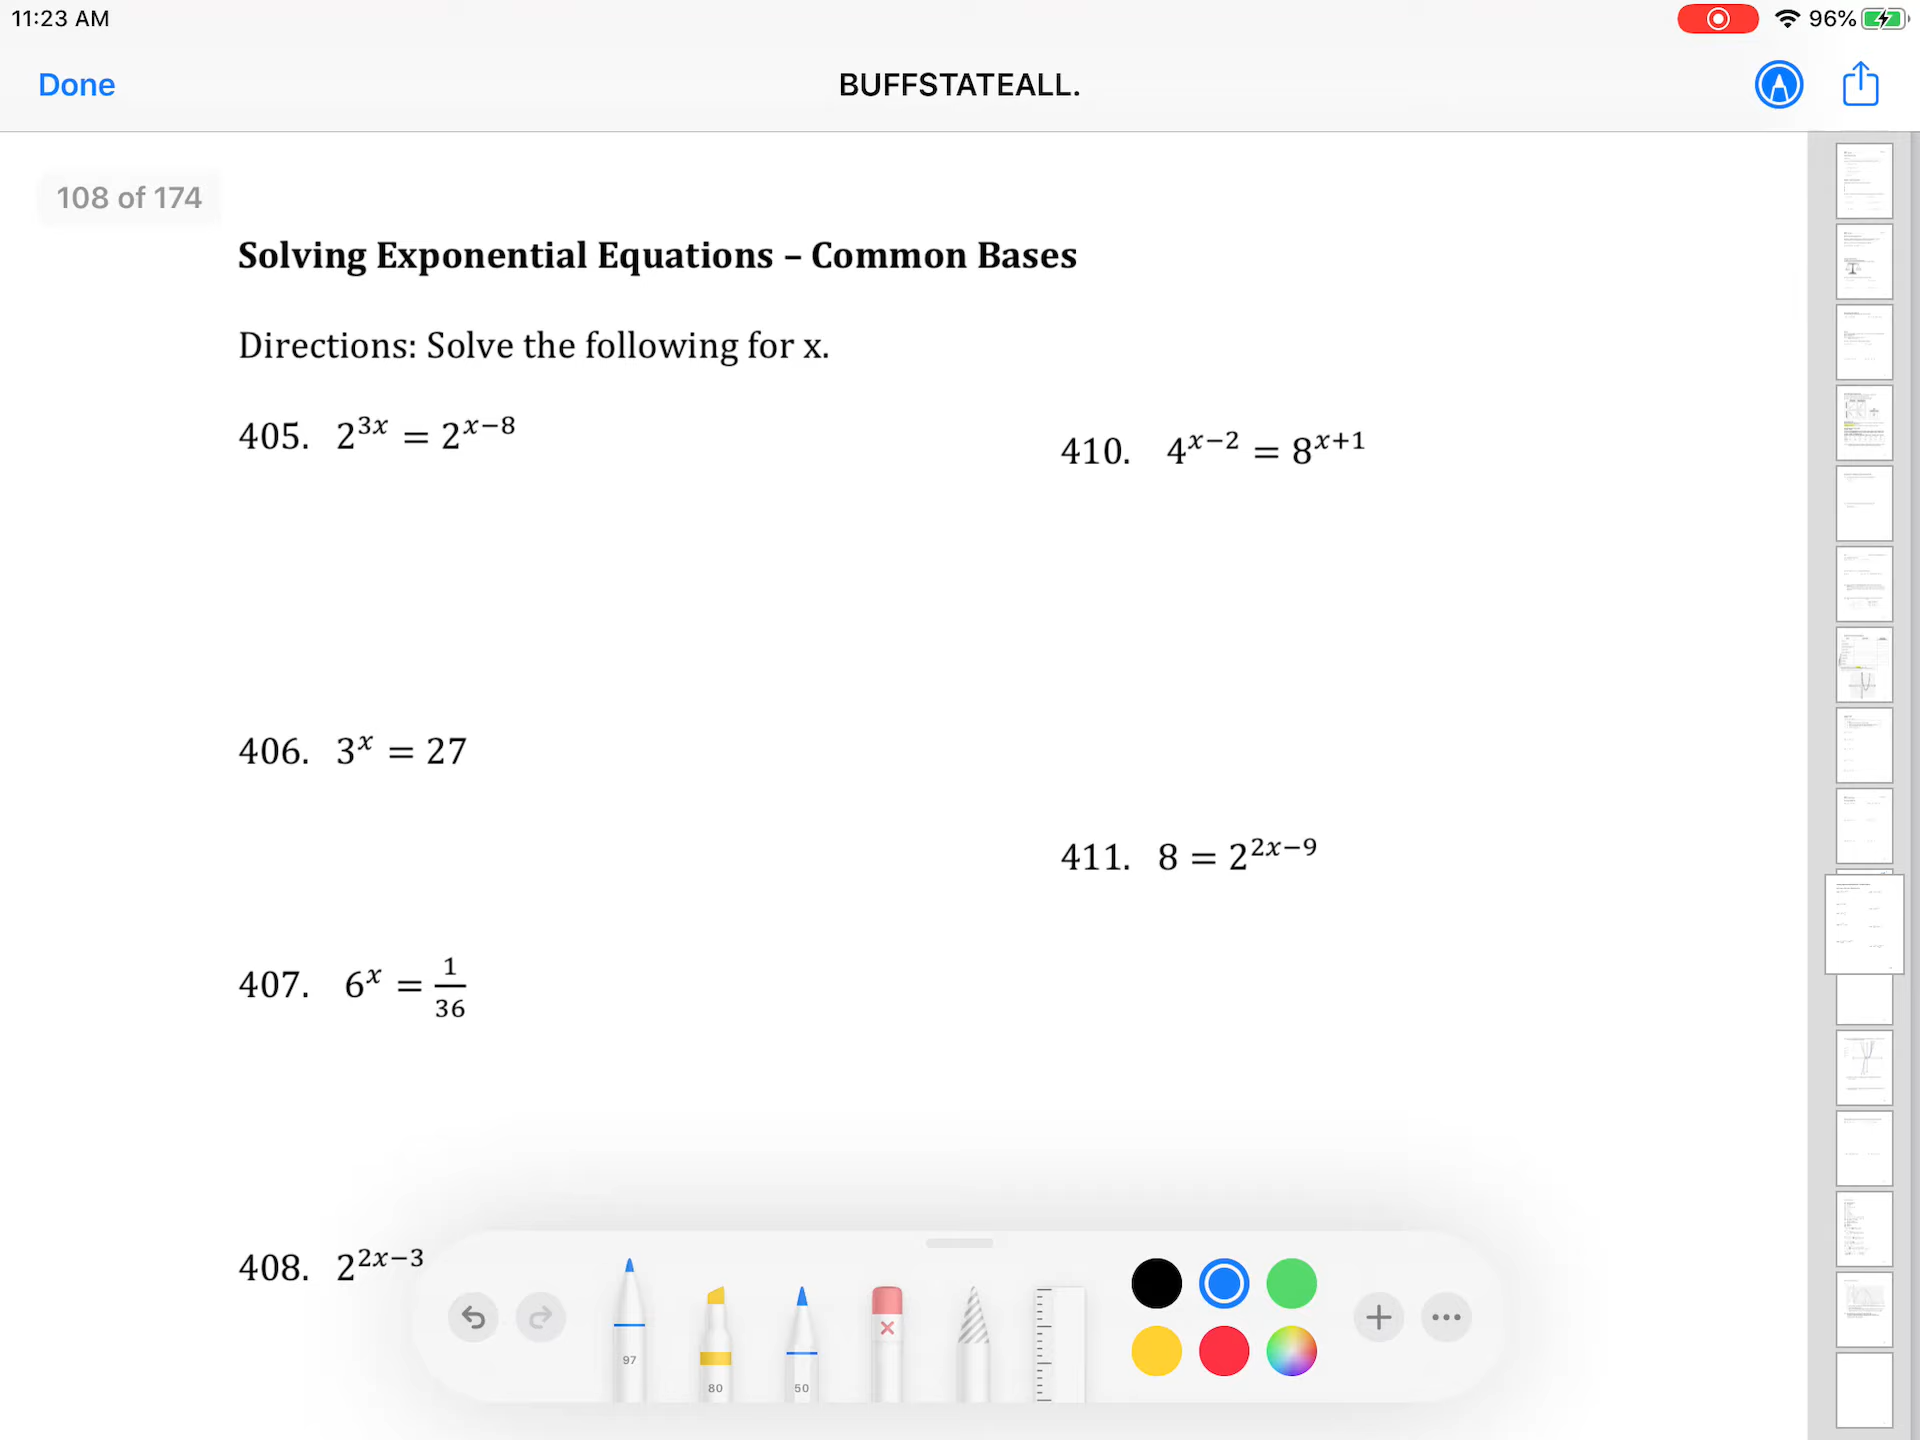 11:23 AM
96%
Done
BUFFSTATEALL.
108 of 174
Solving Exponential Equations – Common Bases
Directions: Solve the following for x.
405. 2^{3x} = 2^{x−8}
406. 3^x = 27
407. 6^x = 1/36
408. 2^{2x−3}
410. 4^{x−2} = 8^{x+1}
411. 8 = 2^{2x−9}
97
80
50